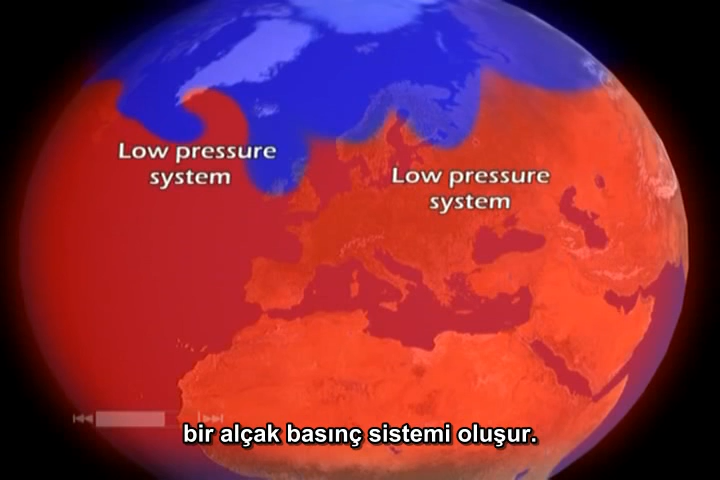 Low pressure
system
Low pressure
system
bir alçak basınç sistemi oluşur.